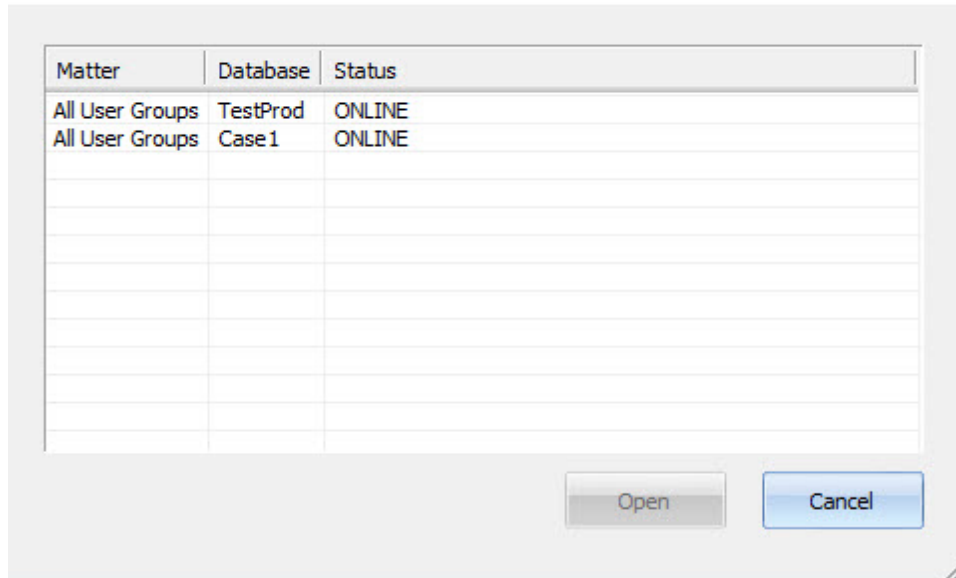 Matter Database Status
All User Groups TestProd ONLINE
All User Groups Case1 ONLINE
Open Cancel